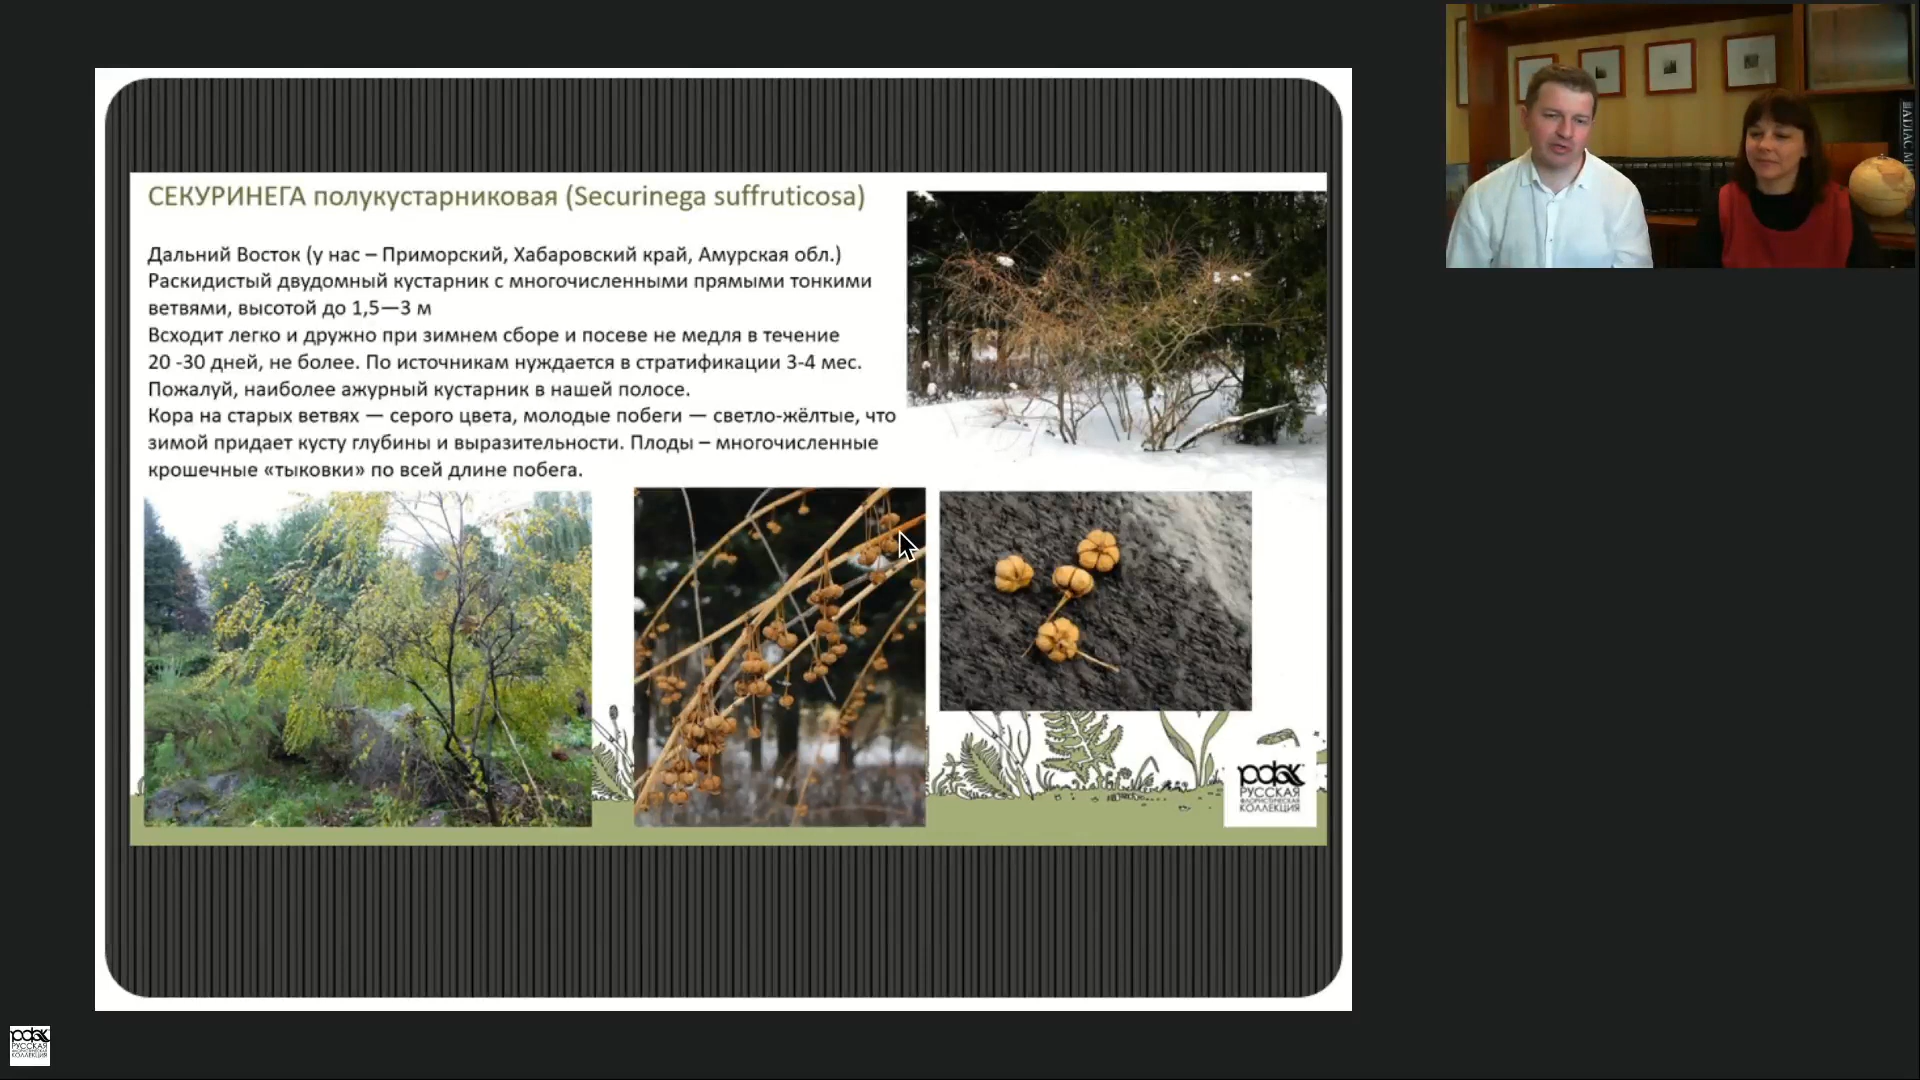 СЕКУРИНЕГА полукустарниковая (Securinega suffruticosa)
Дальний Восток (у нас – Приморский, Хабаровский край, Амурская обл.)
Раскидистый двудомный кустарник с многочисленными прямыми тонкими
ветвями, высотой до 1,5—3 м
Всходит легко и дружно при зимнем сборе и посеве не медля в течение
20 -30 дней, не более. По источникам нуждается в стратификации 3-4 мес.
Пожалуй, наиболее ажурный кустарник в нашей полосе.
Кора на старых ветвях — серого цвета, молодые побеги — светло-жёлтые, что
зимой придает кусту глубины и выразительности. Плоды – многочисленные
крошечные «тыковки» по всей длине побега.
РУССКАЯ
ФЛОРИСТИЧЕСКАЯ
КОЛЛЕКЦИЯ
РУССКАЯ
ФЛОРИСТИЧЕСКАЯ
КОЛЛЕКЦИЯ